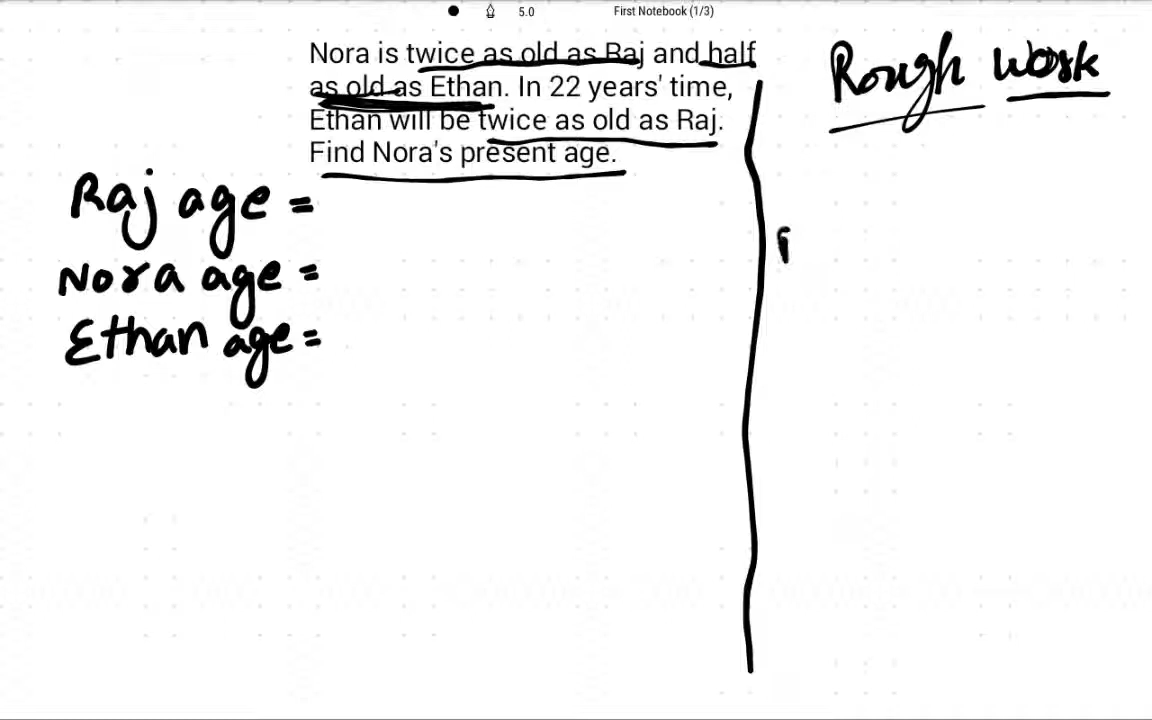 5.0 First Notebook (1/3)
Nora is twice as old as Raj and half
as old as Ethan. In 22 years' time,
Ethan will be twice as old as Raj.
Find Nora's present age.
Rough work
Raj age =
Nora age =
Ethan age =